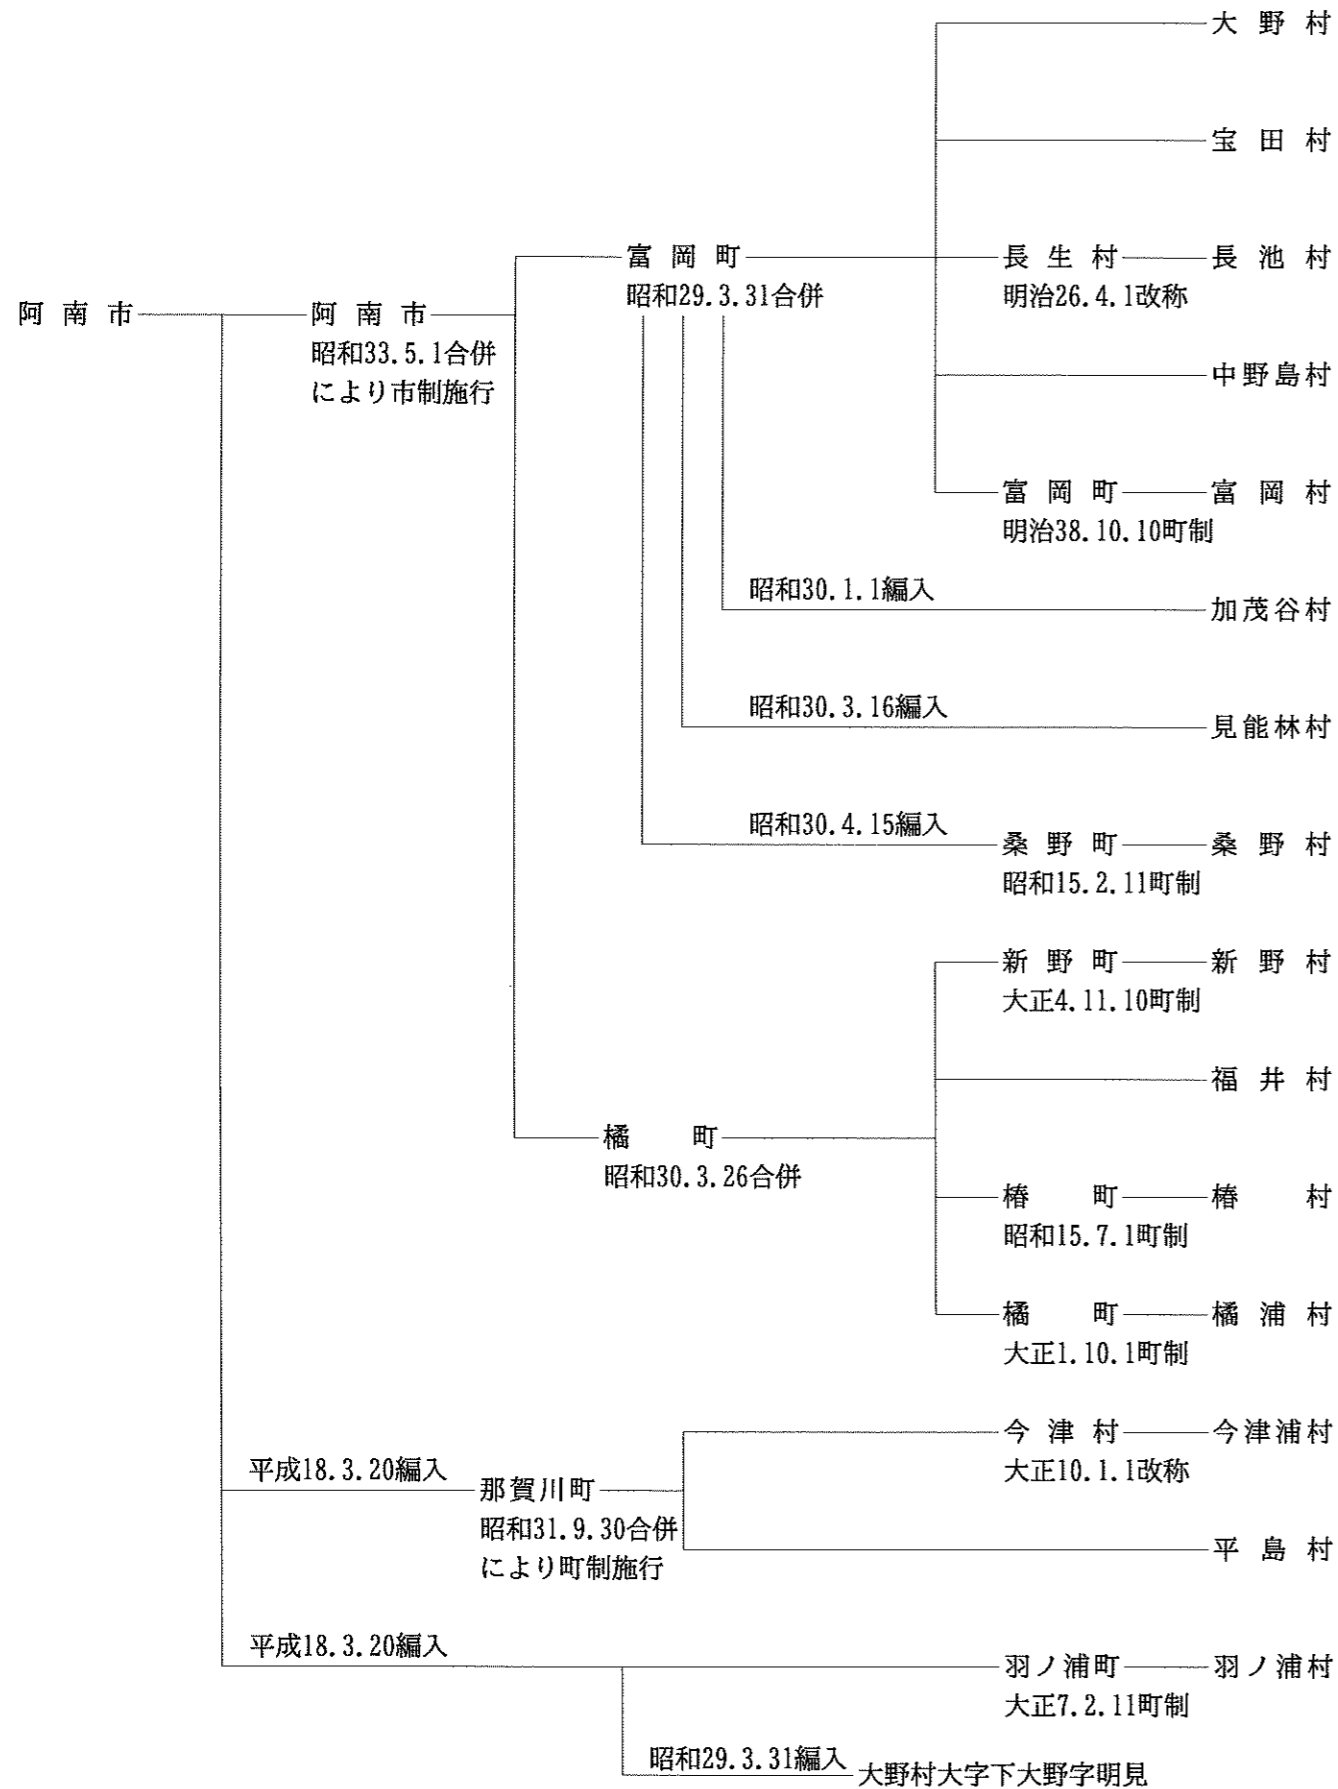 大野村
宝田村
富岡町
長生村
長池村
昭和29.3.31合併
明治26.4.1改称
阿南市
阿南市
昭和33.5.1合併
により市制施行
中野島村
富岡町
富岡村
明治38.10.10町制
昭和30.1.1編入
加茂谷村
昭和30.3.16編入
見能林村
昭和30.4.15編入
桑野町
桑野村
昭和15.2.11町制
新野町
新野村
大正4.11.10町制
福井村
橘町
昭和30.3.26合併
椿町
椿村
昭和15.7.1町制
橘町
橘浦村
大正1.10.1町制
今津村
今津浦村
大正10.1.1改称
平成18.3.20編入
那賀川町
昭和31.9.30合併
により町制施行
平島村
平成18.3.20編入
羽ノ浦町
羽ノ浦村
大正7.2.11町制
昭和29.3.31編入
大野村大字下大野字明見